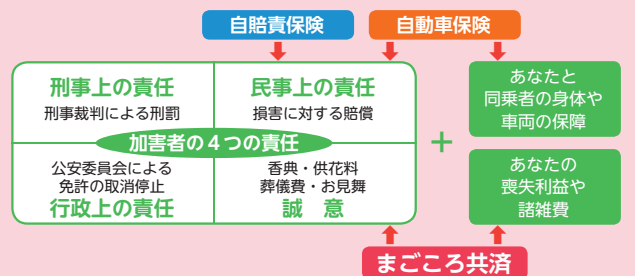 自賠責保険
自動車保険
刑事上の責任
刑事裁判による刑罰
民事上の責任
損害に対する賠償
加害者の４つの責任
公安委員会による
免許の取消停止
行政上の責任
香典・供花料
葬儀費・お見舞
誠　意
+
あなたと
同乗者の身体や
車両の保障
あなたの
喪失利益や
諸雑費
まごころ共済